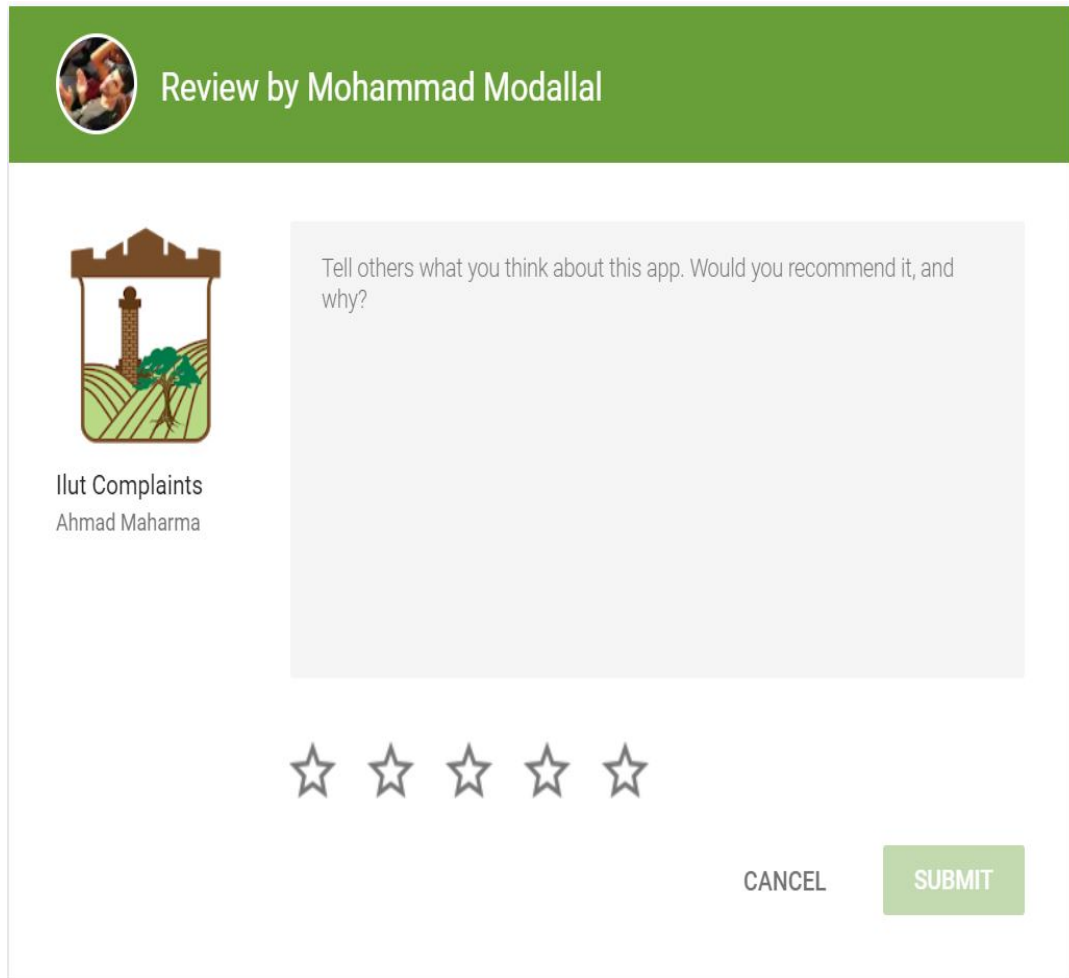 Review by Mohammad Modallal
Tell others what you think about this app. Would you recommend it, and
why?
Ilut Complaints
Ahmad Maharma
CANCEL
SUBMIT